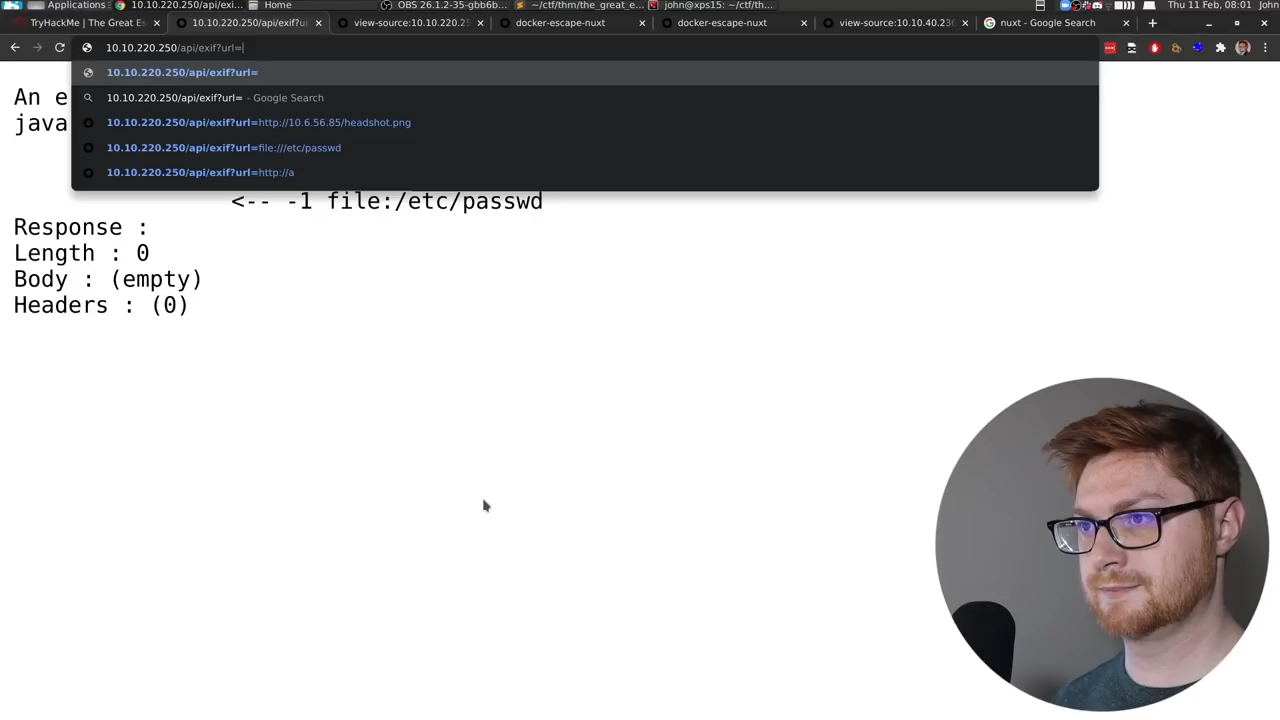 Applications
10.10.220.250/api/exi...
Home
OBS 26.1.2-35-gbb6b...
~/ctf/thm/the_great_e...
john@xps15: ~/ctf/th...
Thu 11 Feb, 08:01
John
TryHackMe | The Great Es
10.10.220.250/api/exif?url
view-source:10.10.220.25
docker-escape-nuxt
docker-escape-nuxt
view-source:10.10.40.236
nuxt - Google Search
10.10.220.250/api/exif?url=
10.10.220.250/api/exif?url=
10.10.220.250/api/exif?url= - Google Search
10.10.220.250/api/exif?url=http://10.6.56.85/headshot.png
10.10.220.250/api/exif?url=file:///etc/passwd
10.10.220.250/api/exif?url=http://a
An e
java
<-- -1 file:/etc/passwd
Response :
Length : 0
Body : (empty)
Headers : (0)